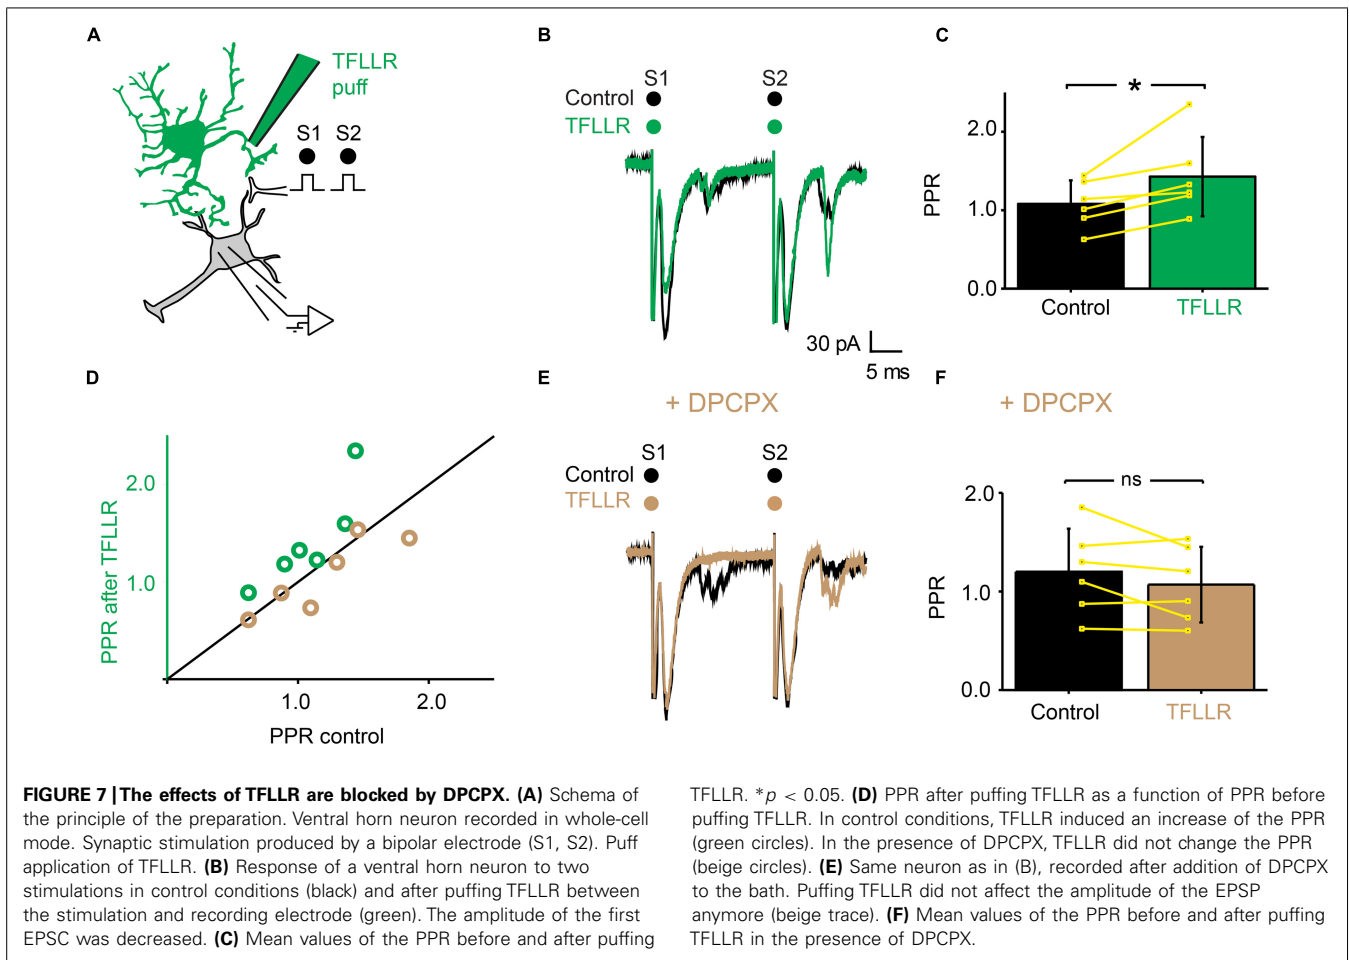 A
TFLLR
puff
S1 S2
B
S1 S2
Control
TFLLR
30 pA
5 ms
C
*
PPR
2.0
1.0
0.0
Control TFLLR
D
PPR after TFLLR
2.0
1.0
1.0 2.0
PPR control
E
+ DPCPX
S1 S2
Control
TFLLR
F
+ DPCPX
ns
PPR
2.0
1.0
0.0
Control TFLLR
FIGURE 7 | The effects of TFLLR are blocked by DPCPX. (A) Schema of
the principle of the preparation. Ventral horn neuron recorded in whole-cell
mode. Synaptic stimulation produced by a bipolar electrode (S1, S2). Puff
application of TFLLR. (B) Response of a ventral horn neuron to two
stimulations in control conditions (black) and after puffing TFLLR between
the stimulation and recording electrode (green). The amplitude of the first
EPSC was decreased. (C) Mean values of the PPR before and after puffing
TFLLR. *p < 0.05. (D) PPR after puffing TFLLR as a function of PPR before
puffing TFLLR. In control conditions, TFLLR induced an increase of the PPR
(green circles). In the presence of DPCPX, TFLLR did not change the PPR
(beige circles). (E) Same neuron as in (B), recorded after addition of DPCPX
to the bath. Puffing TFLLR did not affect the amplitude of the EPSP
anymore (beige trace). (F) Mean values of the PPR before and after puffing
TFLLR in the presence of DPCPX.